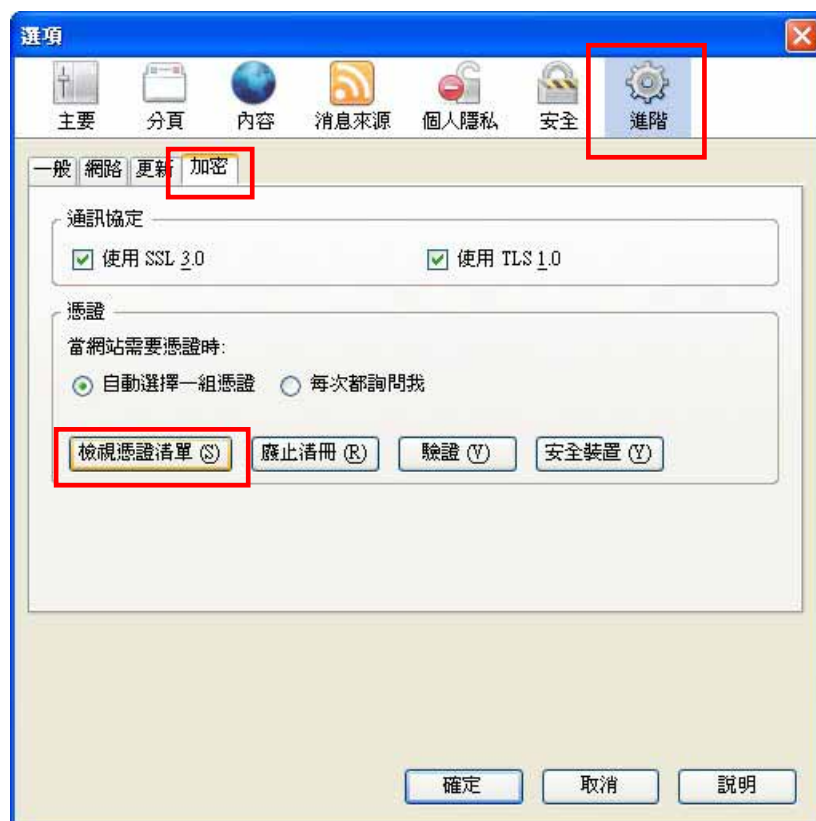 選項
主要 分頁 內容 消息來源 個人隱私 安全 進階
一般 網路 更新 加密
通訊協定
使用 SSL 3.0 使用 TLS 1.0
憑證
當網站需要憑證時:
自動選擇一組憑證 每次都詢問我
檢視憑證清單 (S) 廢止清冊 (R) 驗證 (V) 安全裝置 (Y)
確定 取消 說明